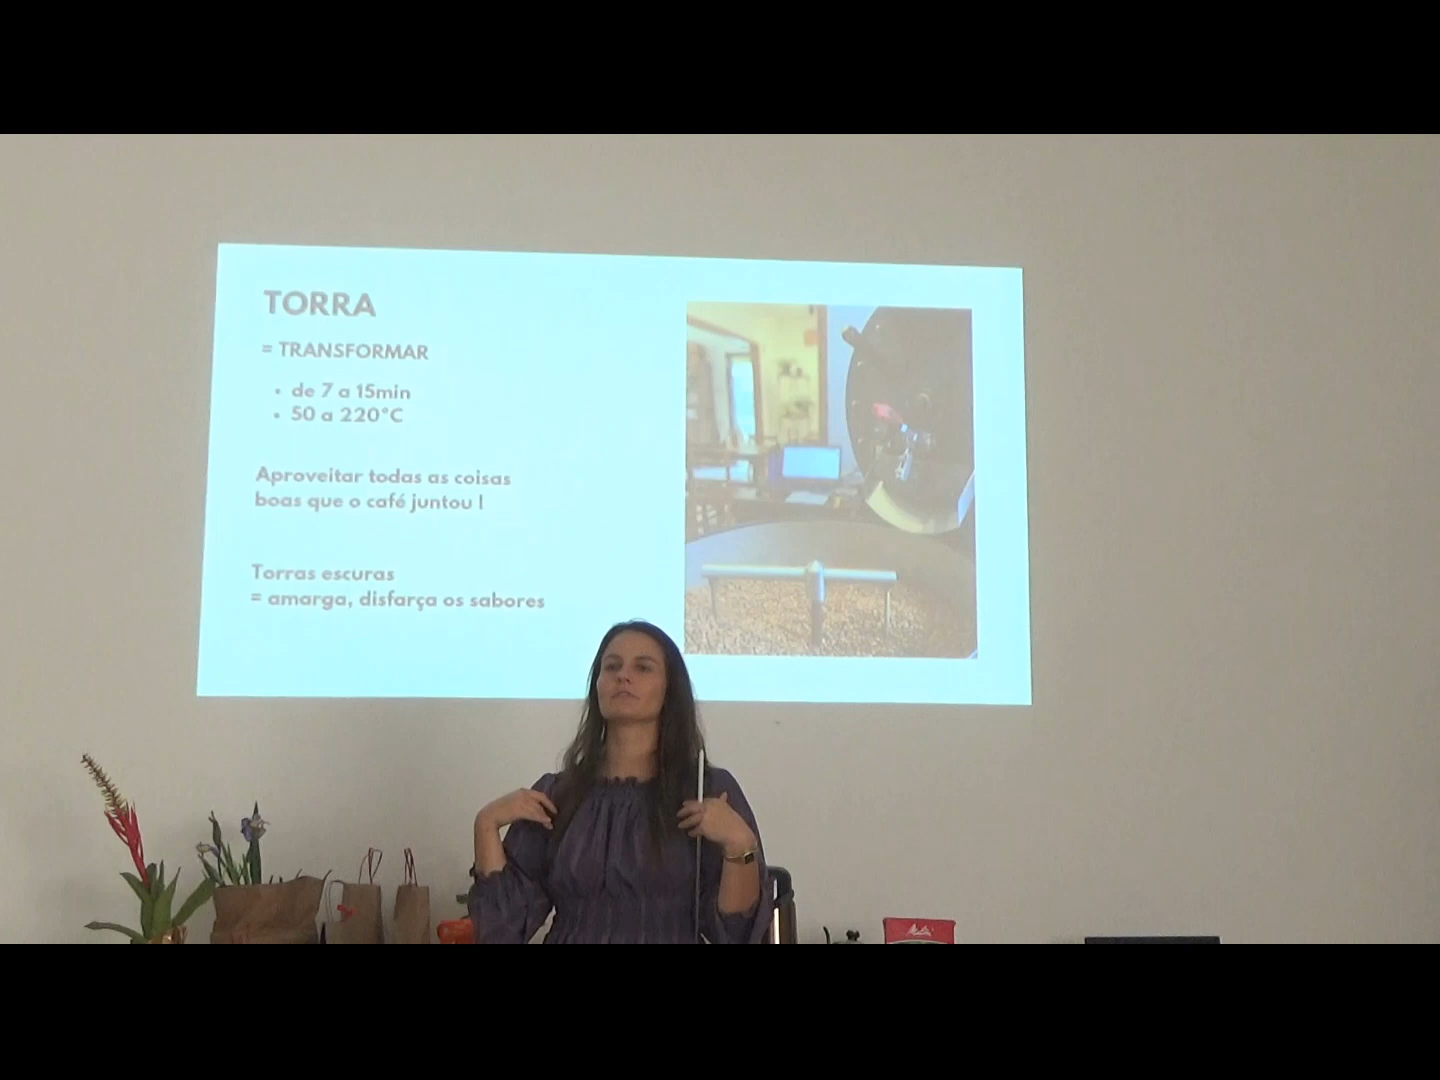 TORRA
= TRANSFORMAR
• de 7 a 15min
• 50 a 220°C
Aproveitar todas as coisas
boas que o café juntou !
Torras escuras
= amarga, disfarça os sabores
Melitta